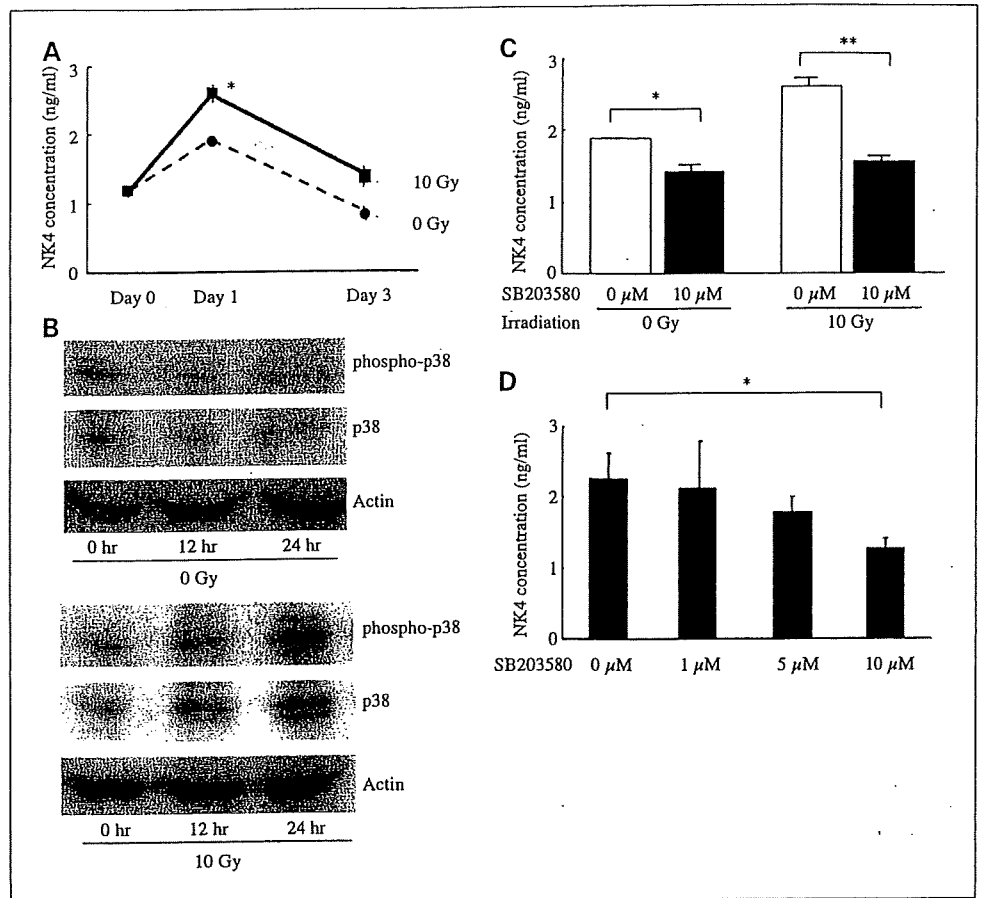 A
NK4 concentration (ng/ml)
3
2
1
0
*
10 Gy
0 Gy
Day 0 Day 1 Day 3
B
phospho-p38
p38
Actin
0 hr 12 hr 24 hr
0 Gy
phospho-p38
p38
Actin
0 hr 12 hr 24 hr
10 Gy
C
NK4 concentration (ng/ml)
3
2
1
0
*
**
SB203580 0 µM 10 µM 0 µM 10 µM
Irradiation 0 Gy 10 Gy
D
*
NK4 concentration (ng/ml)
3
2
1
0
SB203580 0 µM 1 µM 5 µM 10 µM